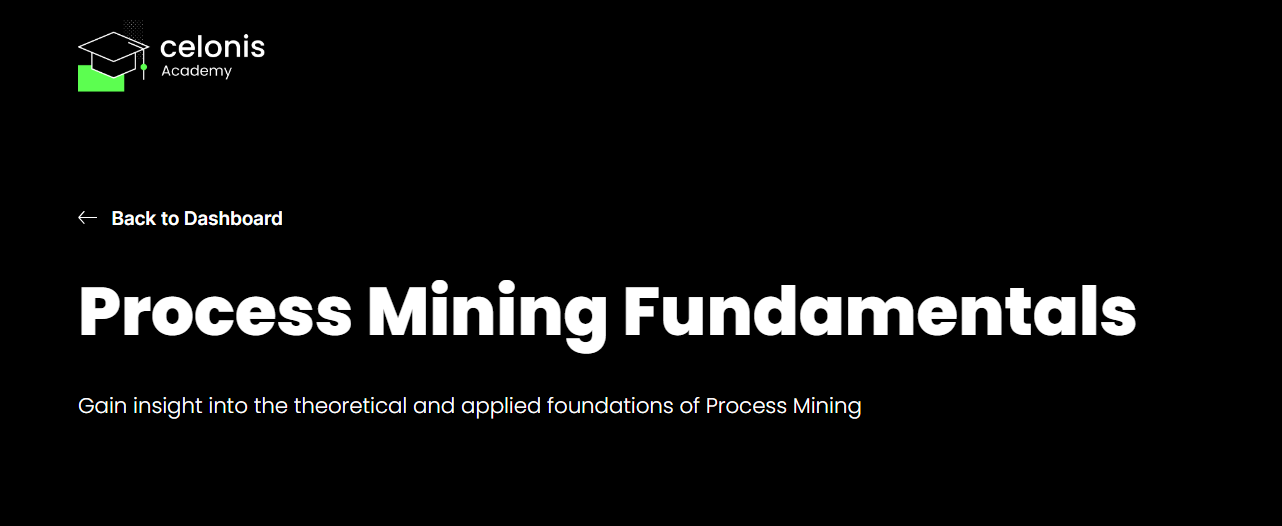 celonis
Academy
Back to Dashboard
Process Mining Fundamentals
Gain insight into the theoretical and applied foundations of Process Mining